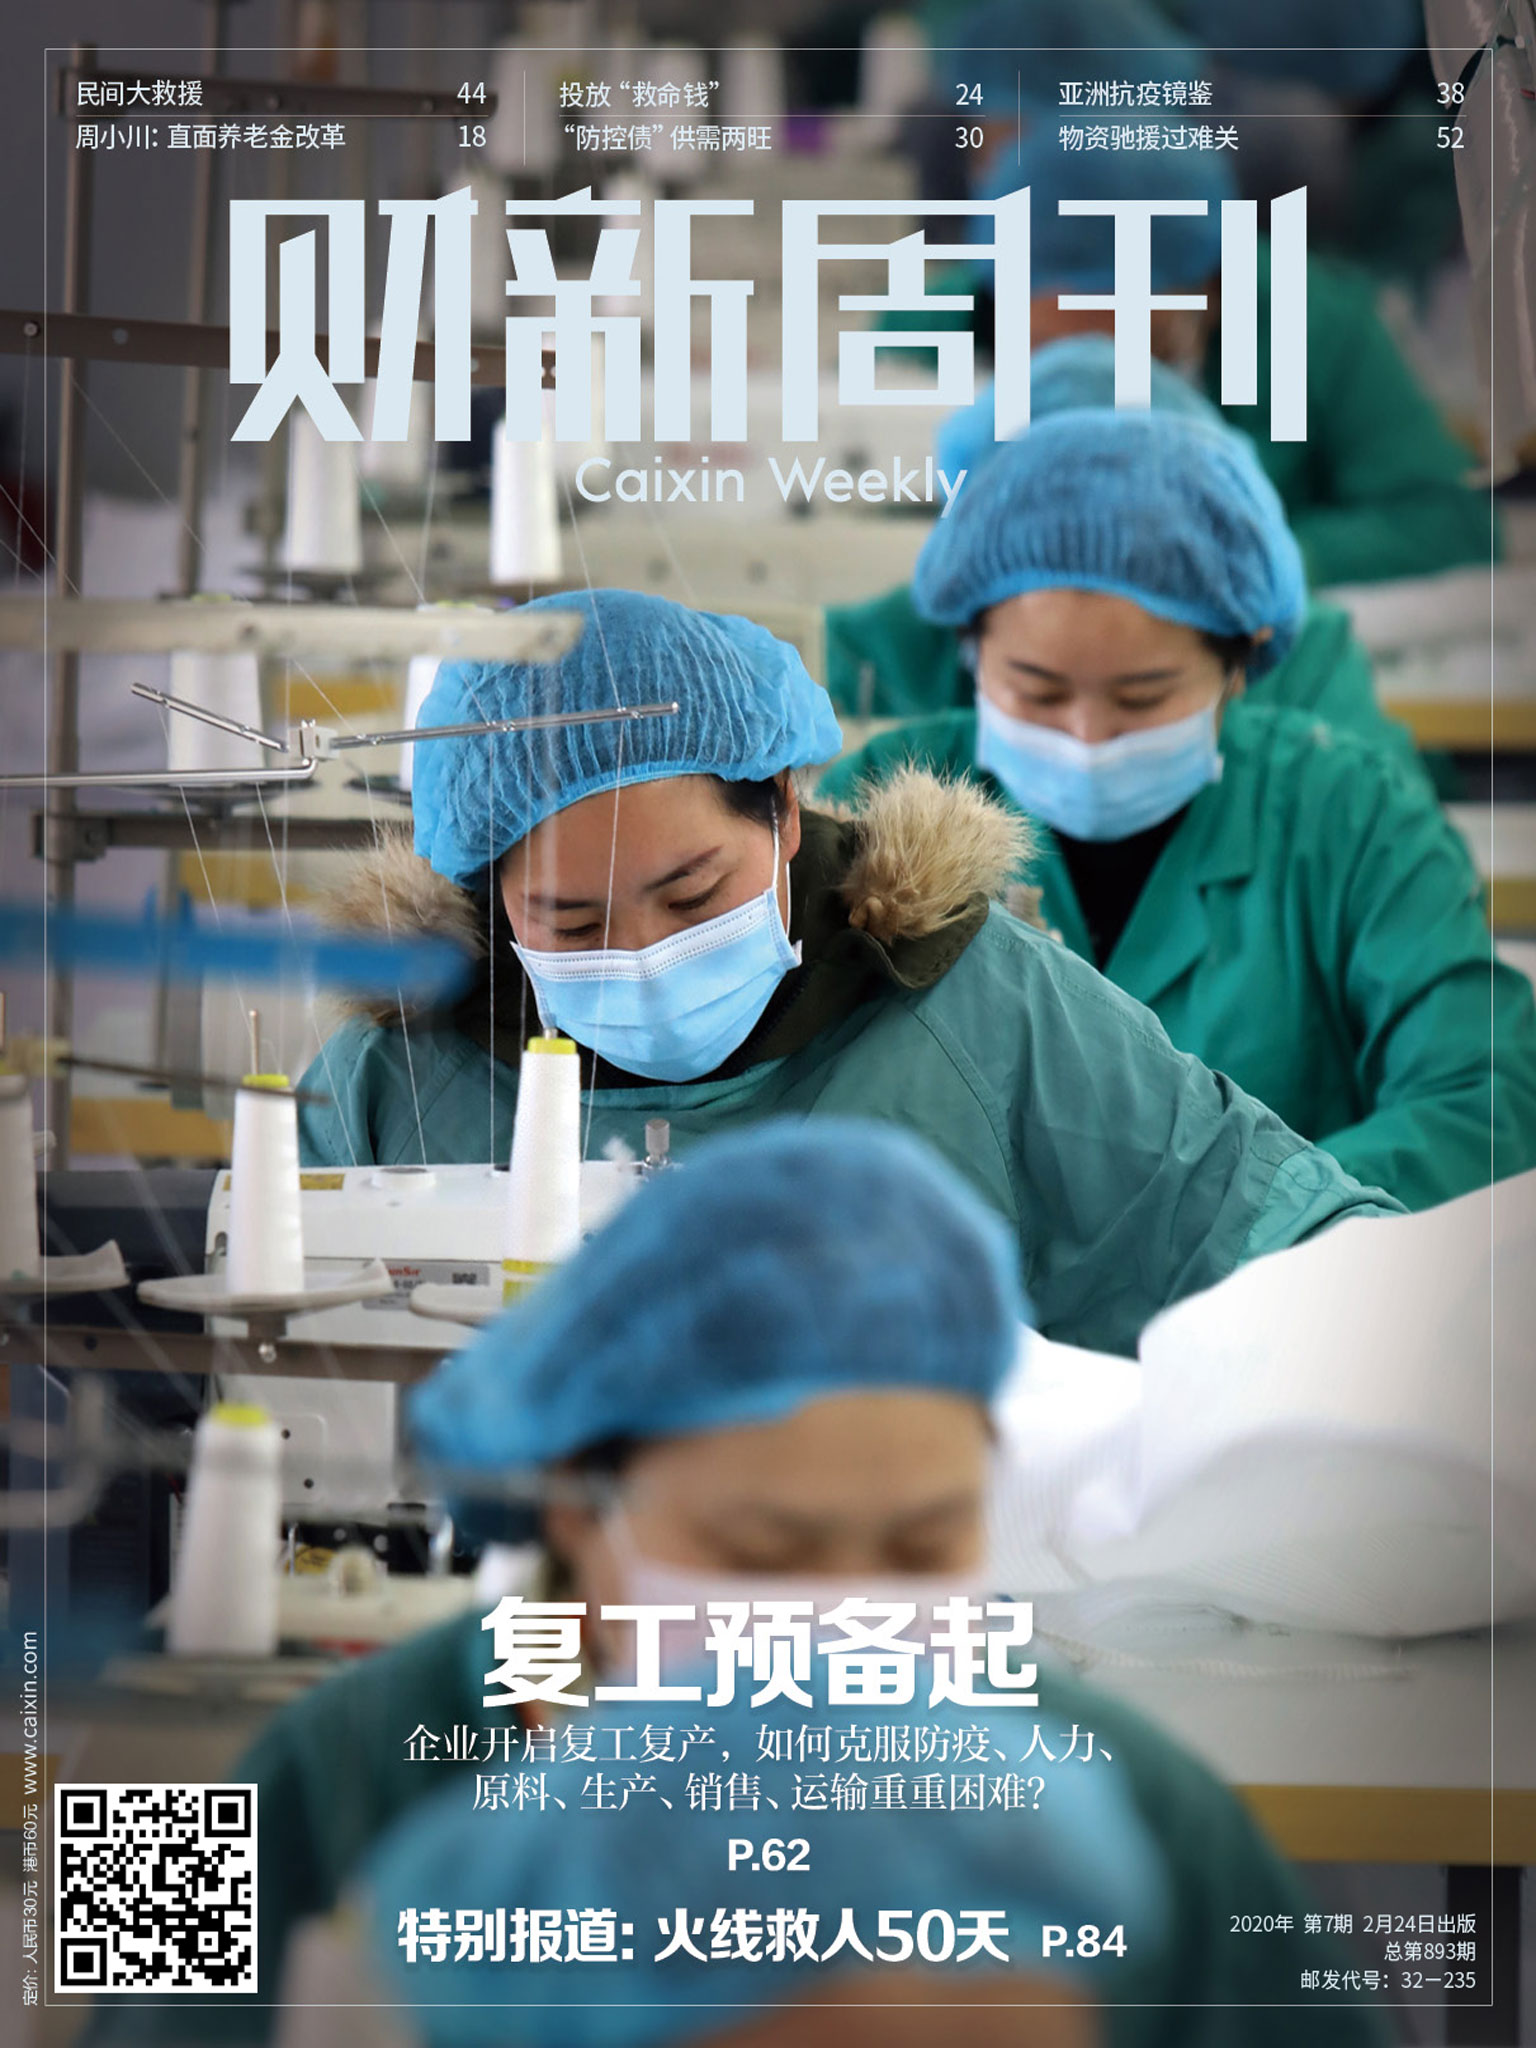 民间大救援 44
周小川：直面养老金改革 18
投放“救命钱” 24
“防控债”供需两旺 30
亚洲抗疫镜鉴 38
物资驰援过难关 52
财新周刊
Caixin Weekly
复工预备起
企业开启复工复产，如何克服防疫、人力、
原料、生产、销售、运输重重困难？
P.62
特别报道：火线救人50天 P.84
2020年 第7期 2月24日出版
总第893期
邮发代号：32－235
定价：人民币30元 港币60元 www.caixin.com